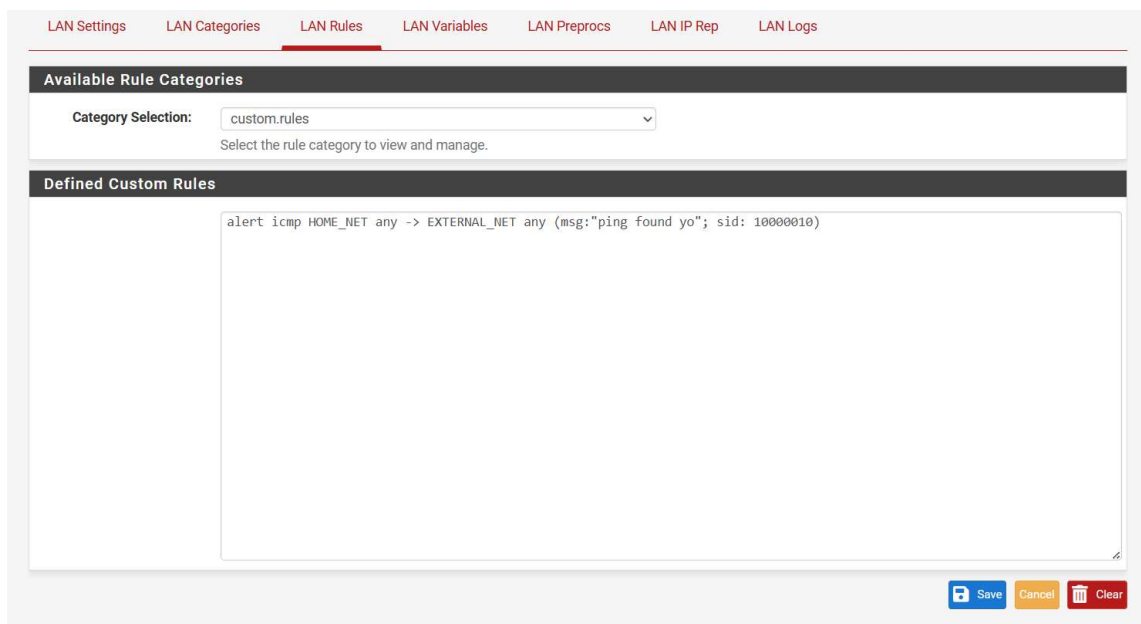 LAN Settings LAN Categories LAN Rules LAN Variables LAN Preprocs LAN IP Rep LAN Logs
Available Rule Categories
Category Selection: custom.rules
Select the rule category to view and manage.
Defined Custom Rules
alert icmp HOME_NET any -> EXTERNAL_NET any (msg:"ping found yo"; sid: 10000010)
Save Cancel Clear